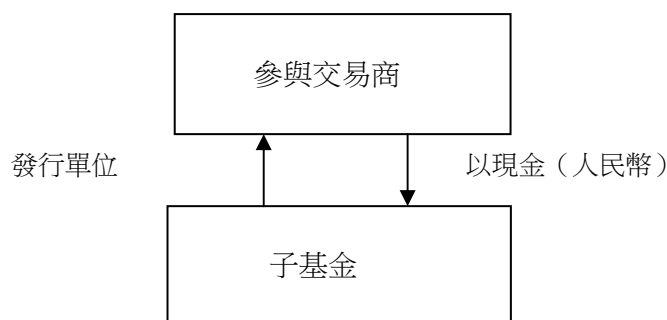 參與交易商
發行單位
以現金（人民幣）
子基金